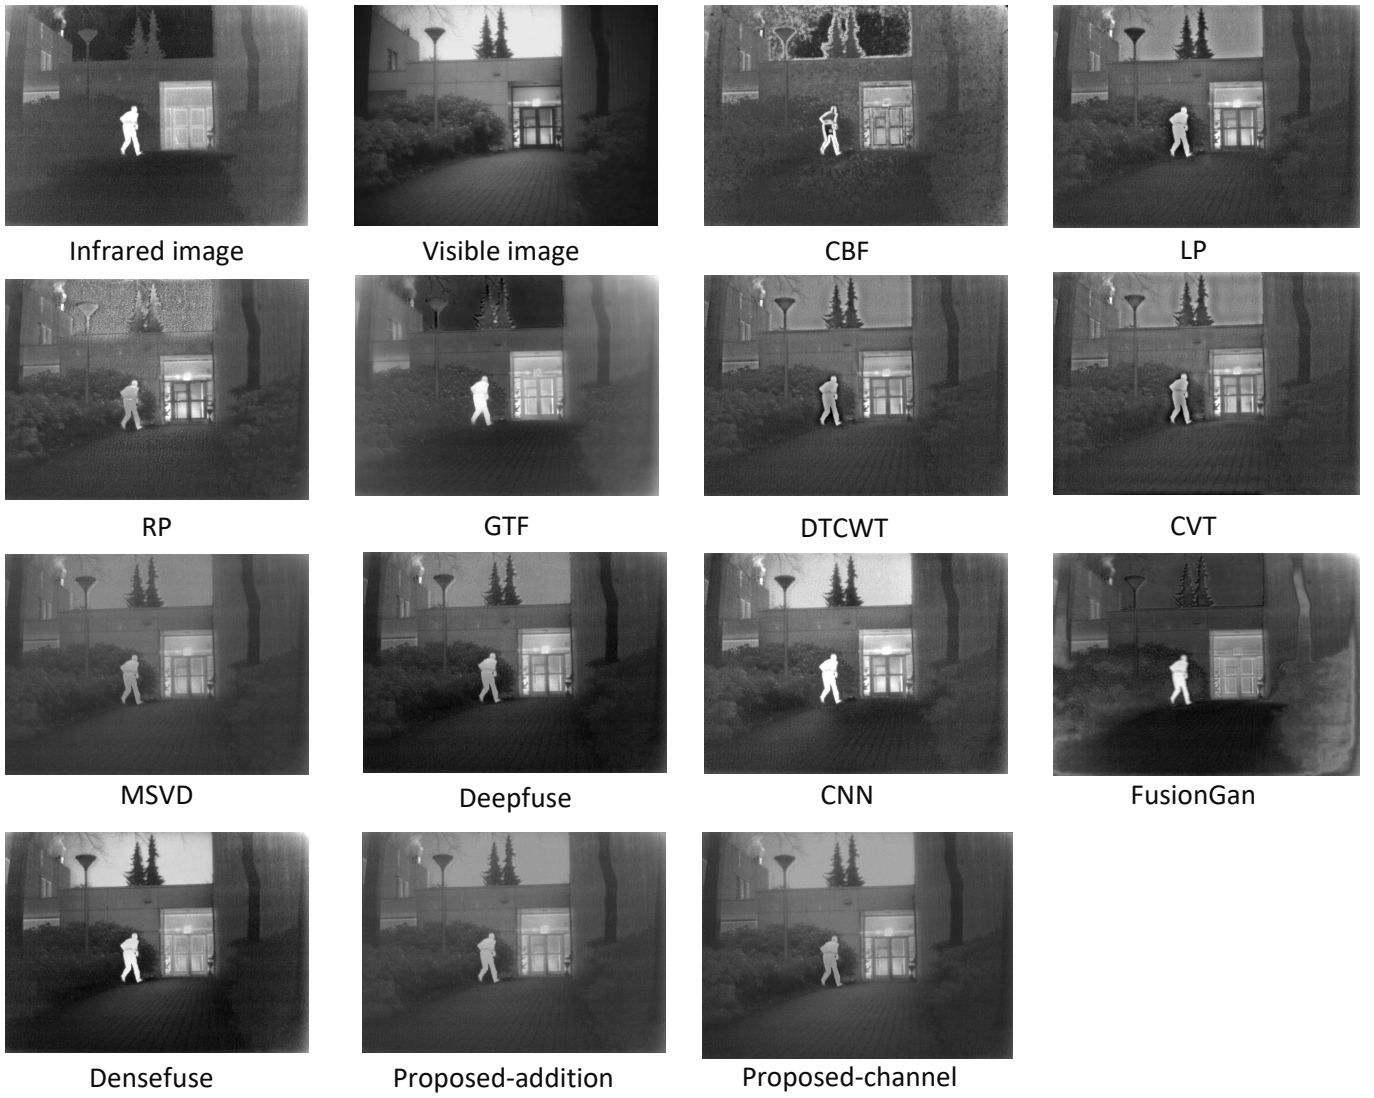 Infrared image
Visible image
CBF
LP
RP
GTF
DTCWT
CVT
MSVD
Deepfuse
CNN
FusionGan
Densefuse
Proposed-addition
Proposed-channel